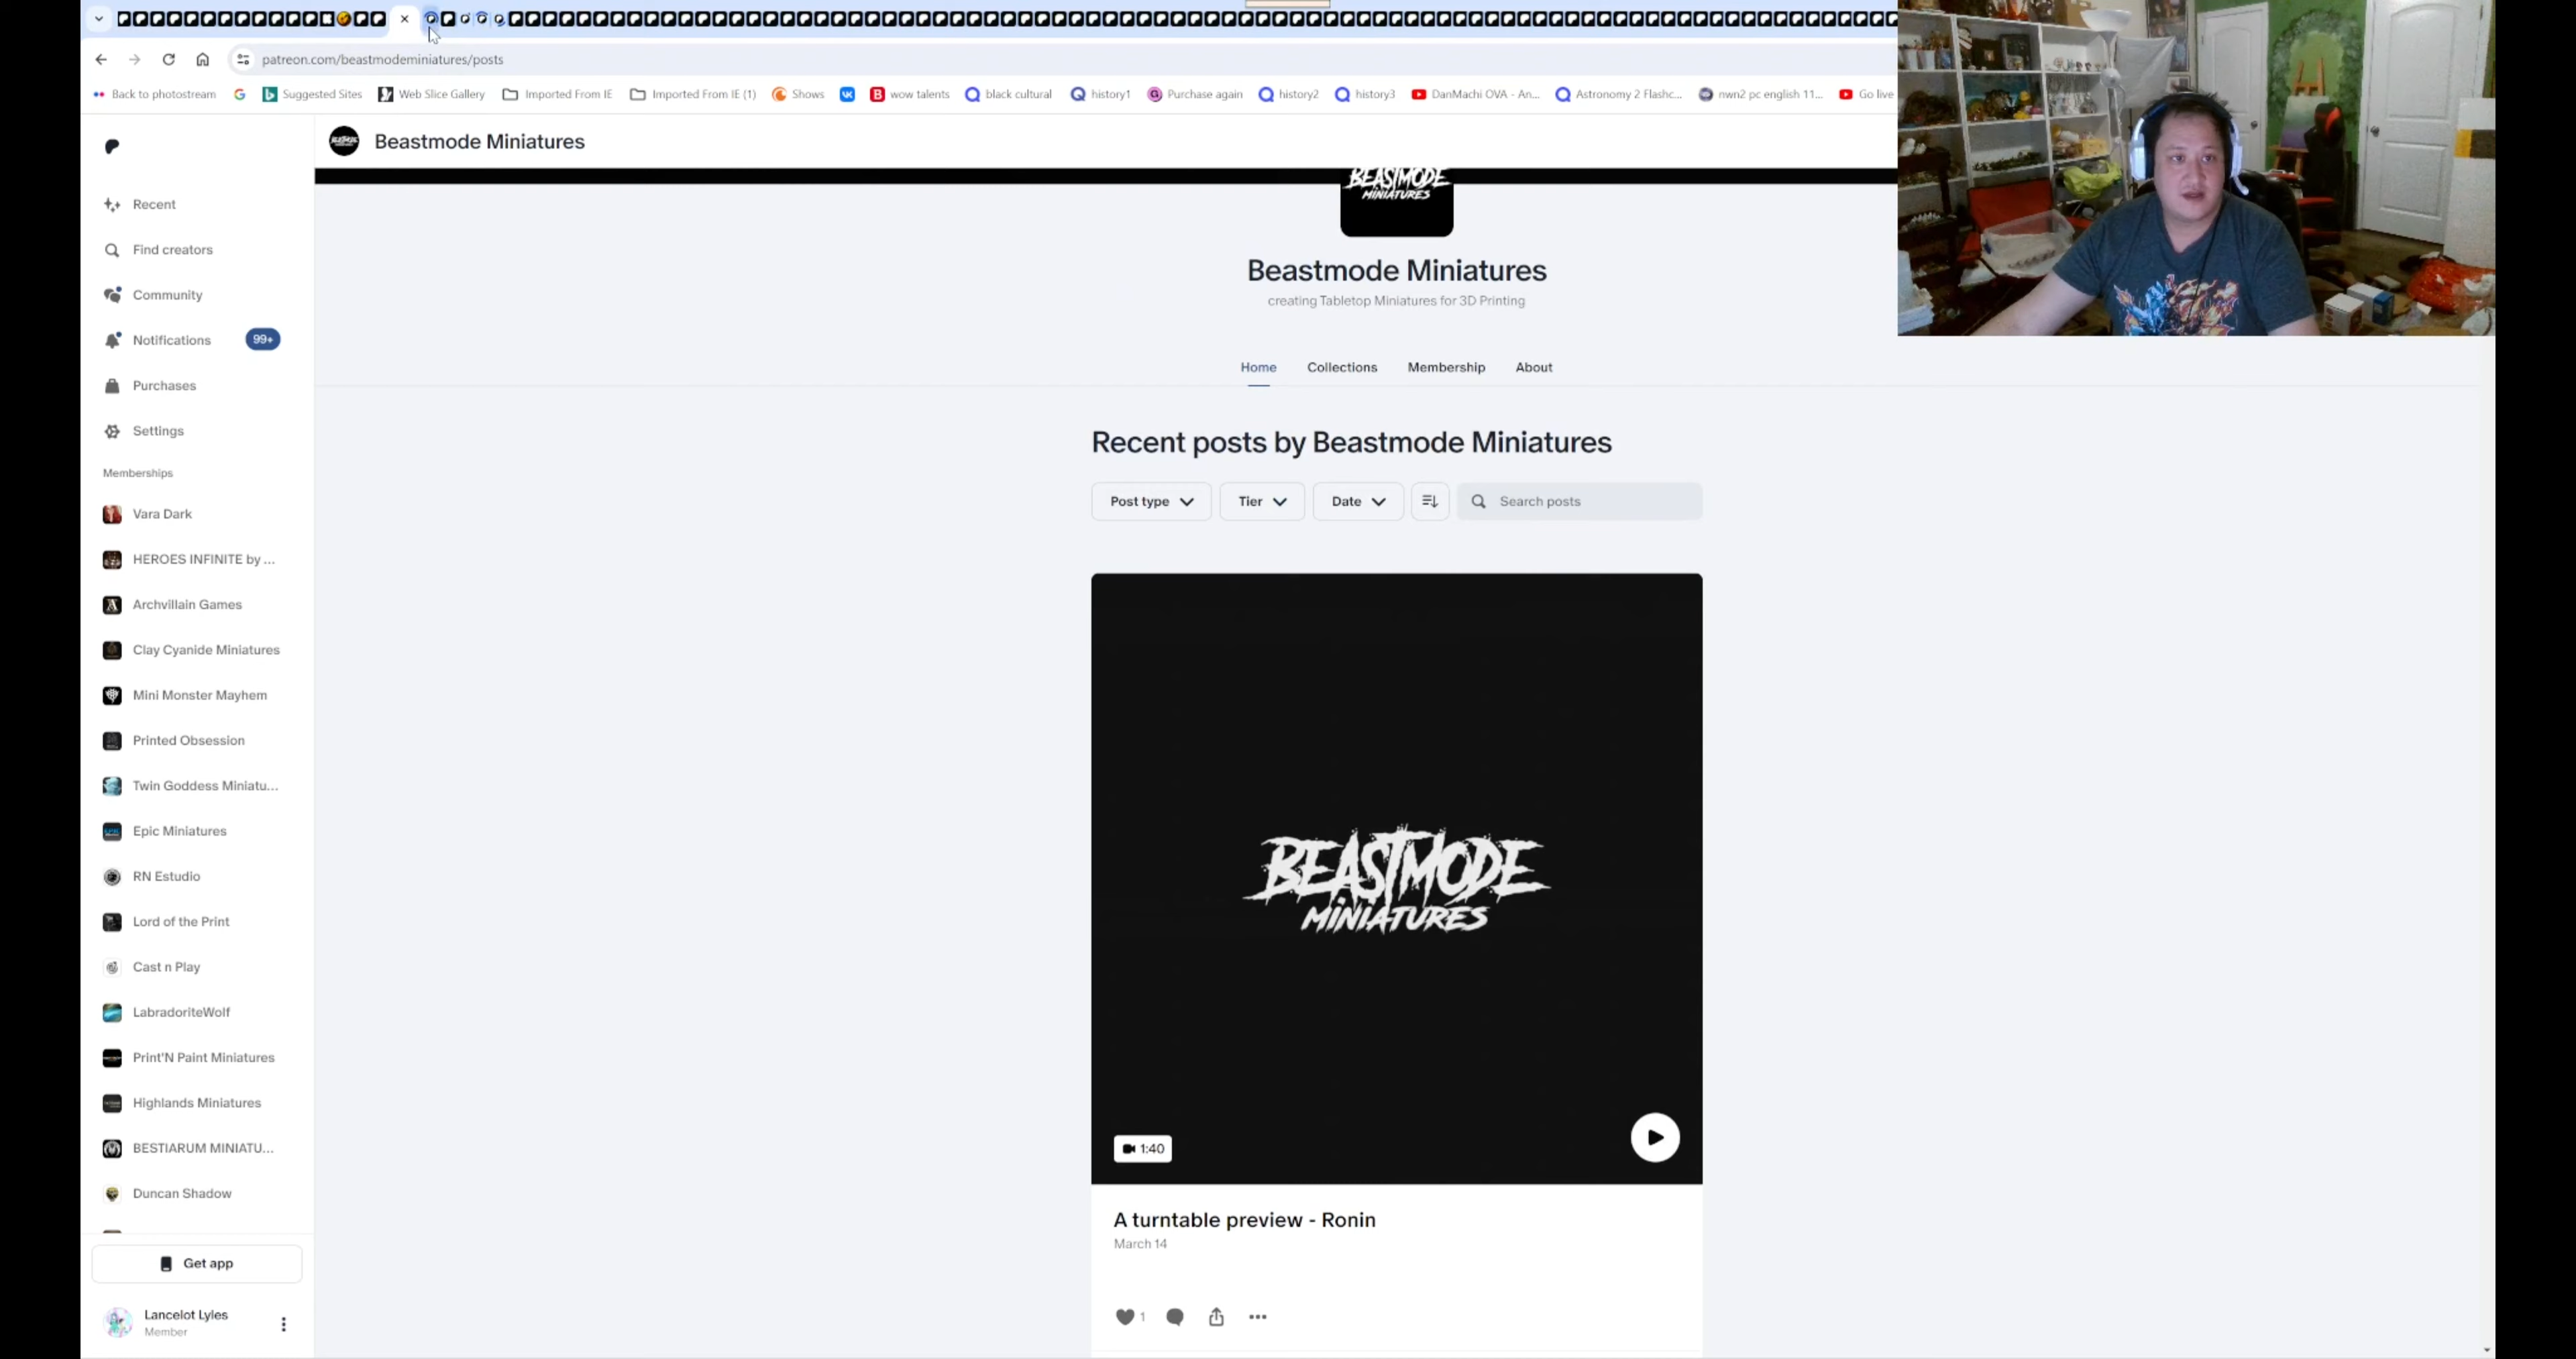 patreon.com/beastmodeminiatures/posts
Back to photostream
Suggested Sites
Web Slice Gallery
Imported From IE
Imported From IE (1)
Shows
wow talents
black cultural
history1
Purchase again
history2
history3
DanMachi OVA - An...
Astronomy 2 Flashc...
nwn2 pc english 11...
Go live
Beastmode Miniatures
Recent
Find creators
Community
Notifications 99+
Purchases
Settings
Memberships
Vara Dark
HEROES INFINITE by ...
Archvillain Games
Clay Cyanide Miniatures
Mini Monster Mayhem
Printed Obsession
Twin Goddess Miniatu...
Epic Miniatures
RN Estudio
Lord of the Print
Cast n Play
LabradoriteWolf
Print'N Paint Miniatures
Highlands Miniatures
BESTIARUM MINIATU...
Duncan Shadow
Get app
Lancelot Lyles
Member
BEASTMODE
MINIATURES
Beastmode Miniatures
creating Tabletop Miniatures for 3D Printing
Home Collections Membership About
Recent posts by Beastmode Miniatures
Post type Tier Date Search posts
BEASTMODE
MINIATURES
1:40
A turntable preview - Ronin
March 14
1